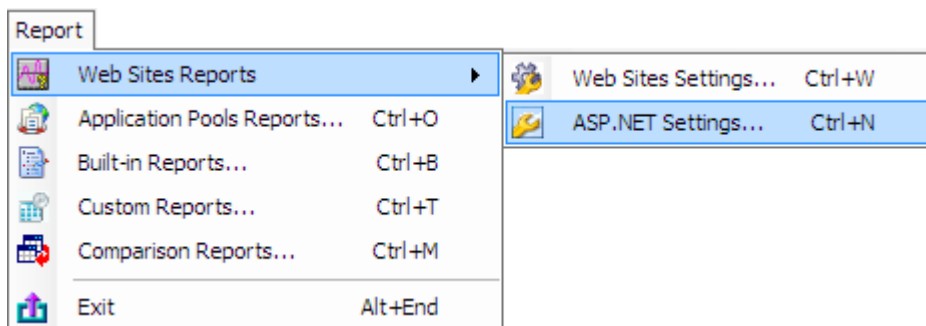 Report
Web Sites Reports
Web Sites Settings... Ctrl+W
Application Pools Reports... Ctrl+O
ASP.NET Settings... Ctrl+N
Built-in Reports... Ctrl+B
Custom Reports... Ctrl+T
Comparison Reports... Ctrl+M
Exit Alt+End